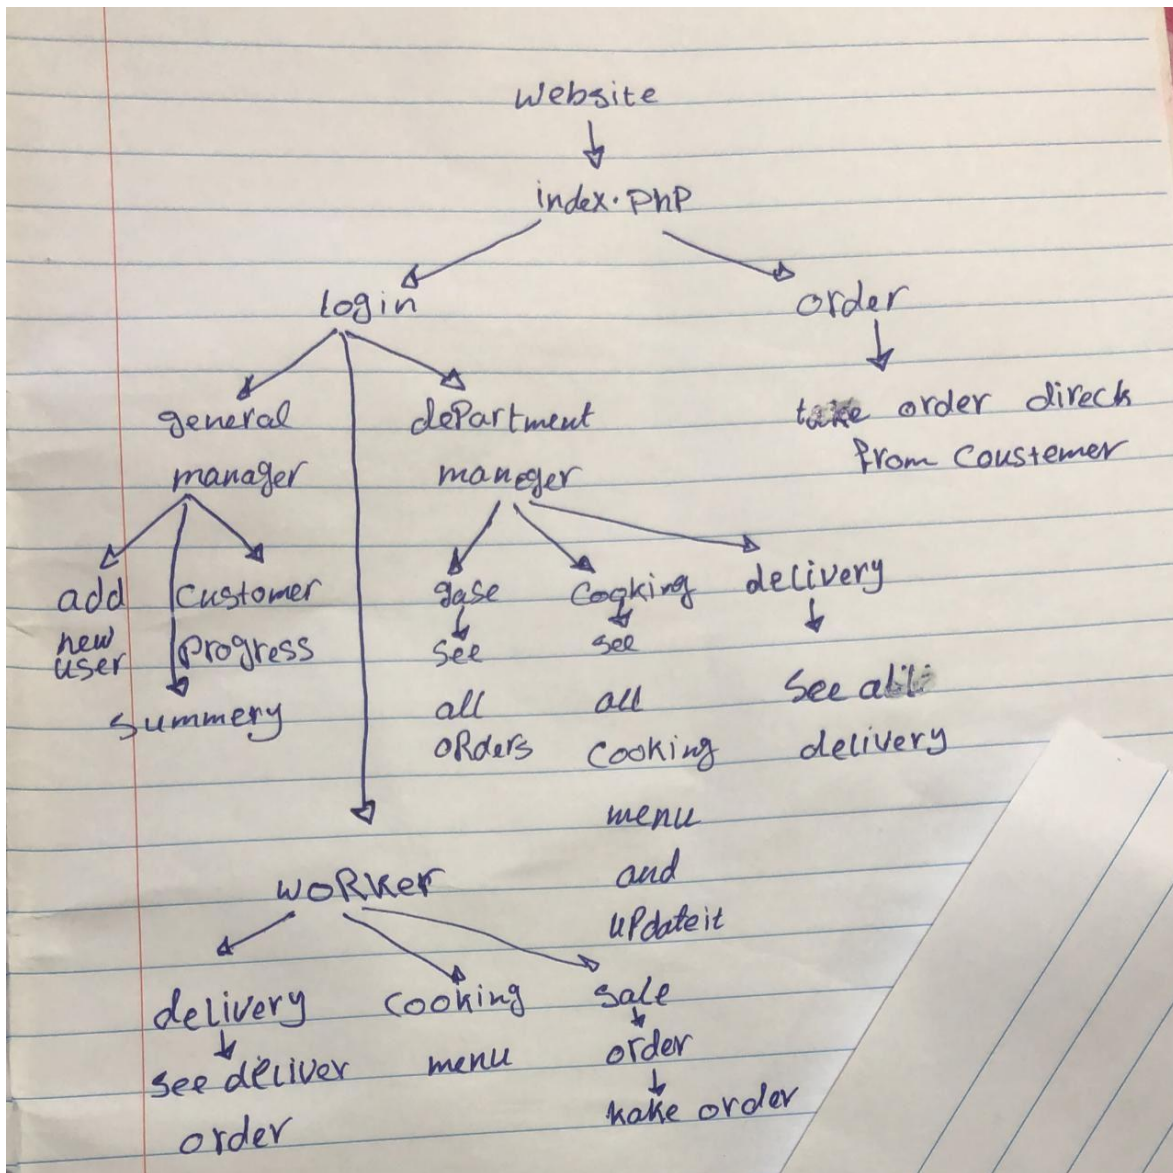 website
index.php
login
order
general
manager
department
maneger
take order direck
from coustemer
add
new
user
customer
progress
summery
gase
see
all
orders
cooking
see
all
cooking
menu
and
updateit
delivery
see all
delivery
worker
delivery
see deliver
order
cooking
menu
sale
order
kake order